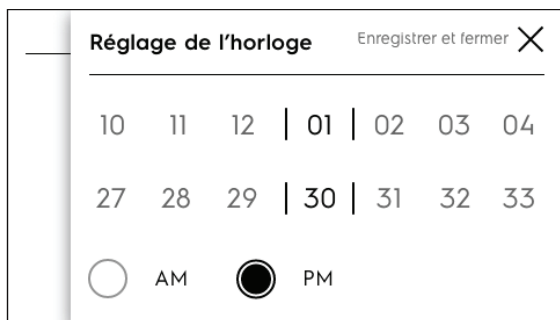 Réglage de l'horloge Enregistrer et fermer
10 11 12 | 01 | 02 03 04
27 28 29 | 30 | 31 32 33
AM PM